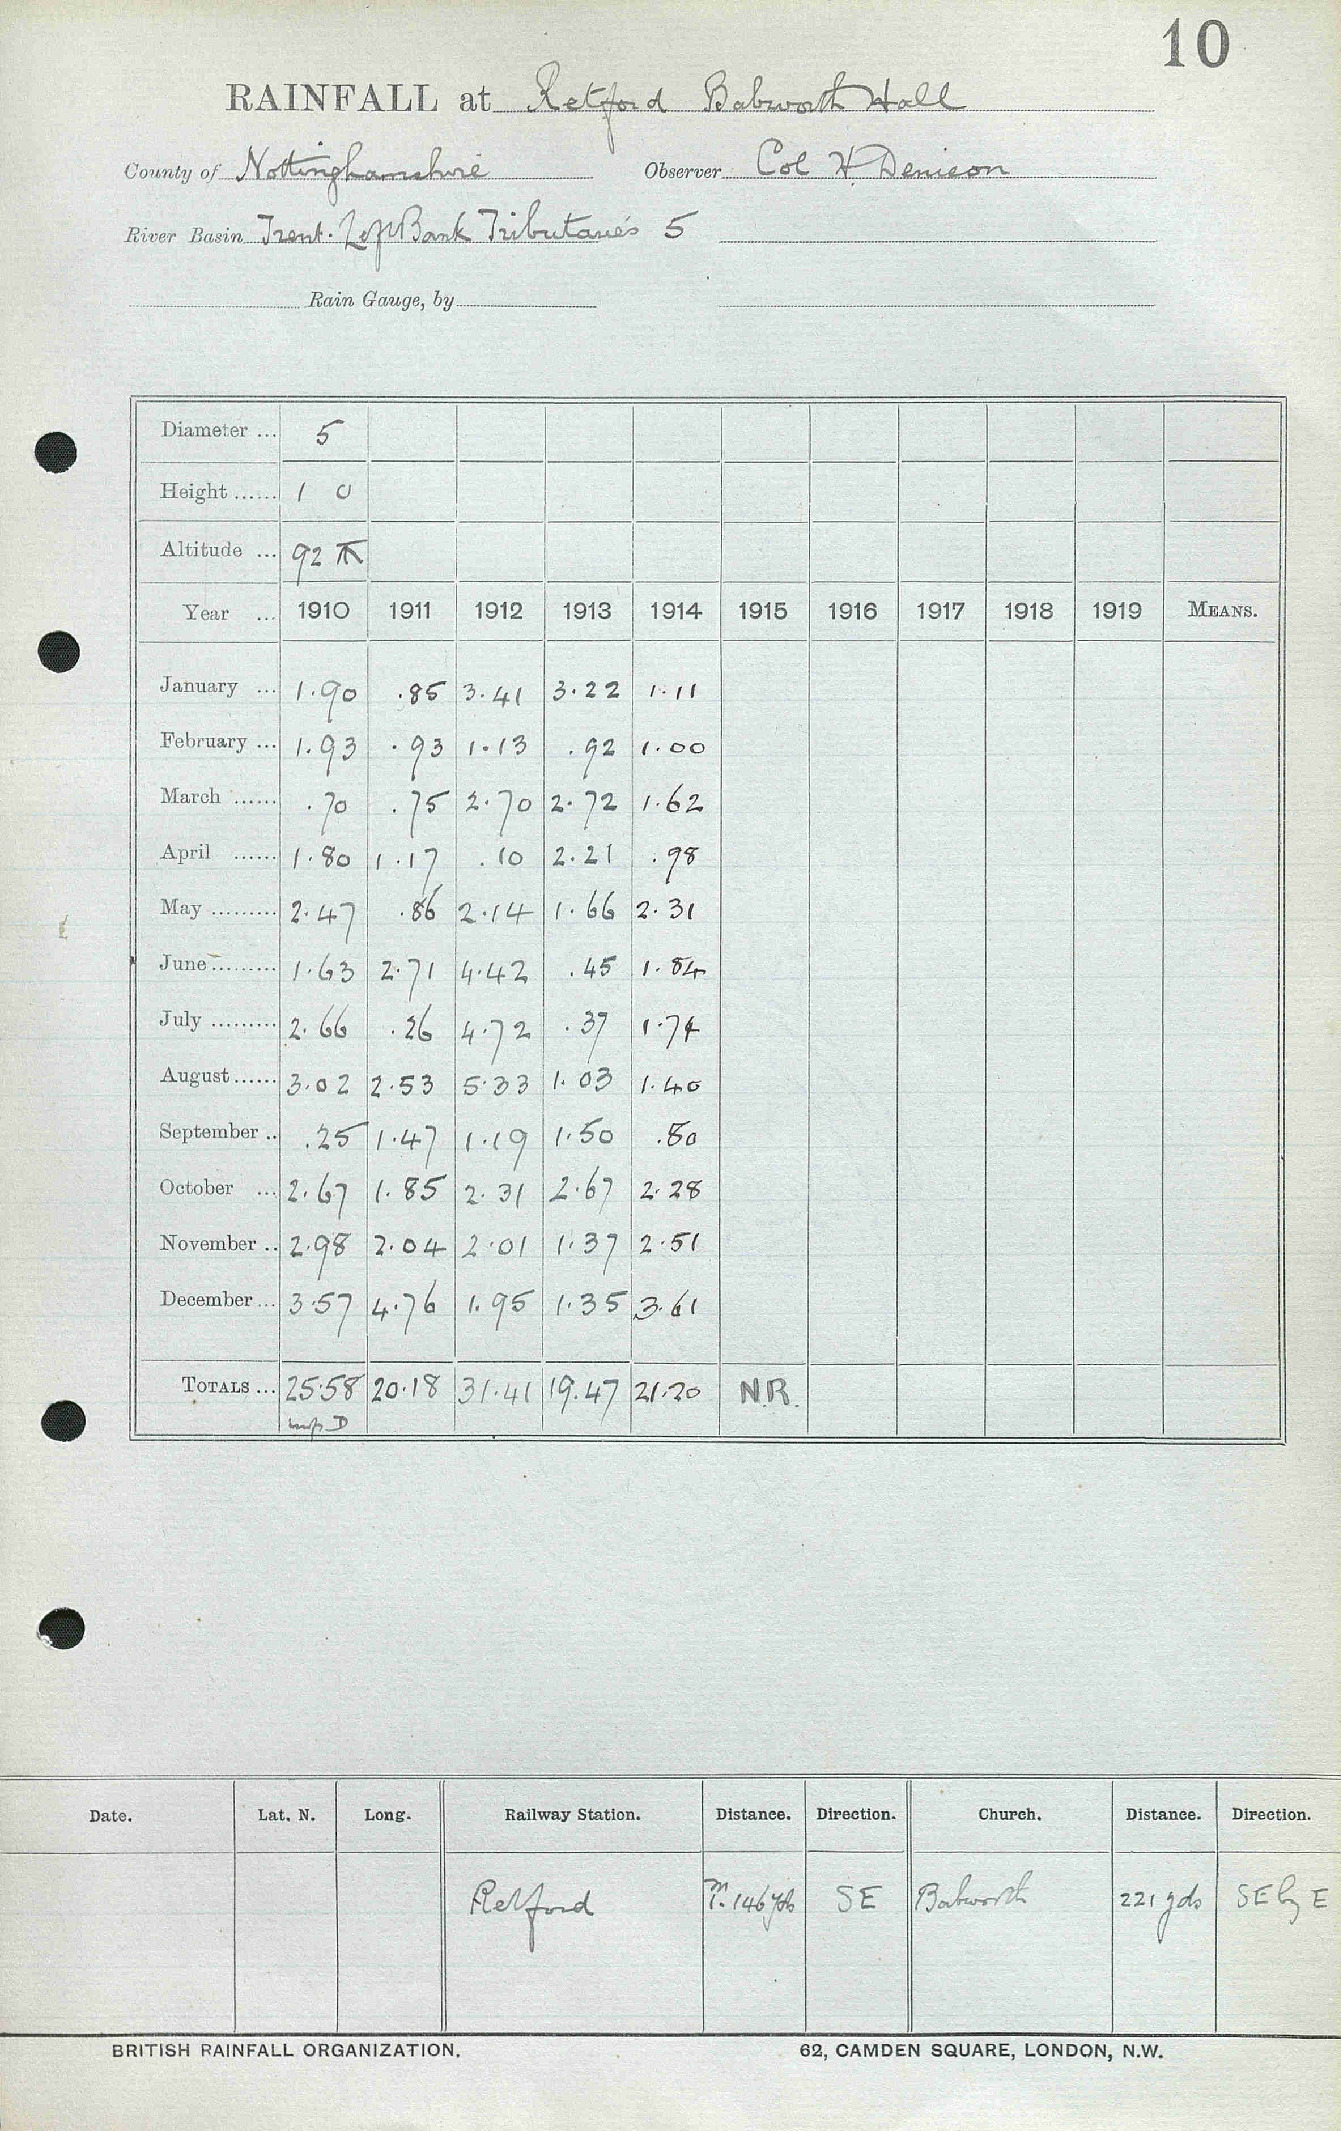 10
RAINFALL at Retford Babworth Hall
County of Nottinghamshire Observer Col H. Denison
River Basin Trent. Left Bank Tributaries 5
Rain Gauge, by
Diameter ... 5
Height ...... 1 0
Altitude ... 92
Year ... 1910 1911 1912 1913 1914 1915 1916 1917 1918 1919 MEANS.
January ... 1.90 .85 3.41 3.22 1.11
February ... 1.93 .93 1.13 .92 1.00
March ...... .70 .75 2.70 2.72 1.62
April ...... 1.80 1.17 .10 2.21 .98
May ......... 2.47 .86 2.14 1.66 2.31
June ......... 1.63 2.71 4.42 .45 1.84
July ......... 2.66 .26 4.72 .37 1.74
August ...... 3.02 2.53 5.33 1.03 1.40
September .. .25 1.47 1.19 1.50 .80
October ... 2.67 1.85 2.31 2.67 2.28
November .. 2.98 2.04 2.01 1.37 2.51
December ... 3.57 4.76 1.95 1.35 3.61
TOTALS ... 25.58 20.18 31.41 19.47 21.20 N.R.
D
Date. Lat. N. Long. Railway Station. Distance. Direction. Church. Distance. Direction.
Retford 146 yds SE Babworth 221 yds SE by E
BRITISH RAINFALL ORGANIZATION. 62, CAMDEN SQUARE, LONDON, N.W.